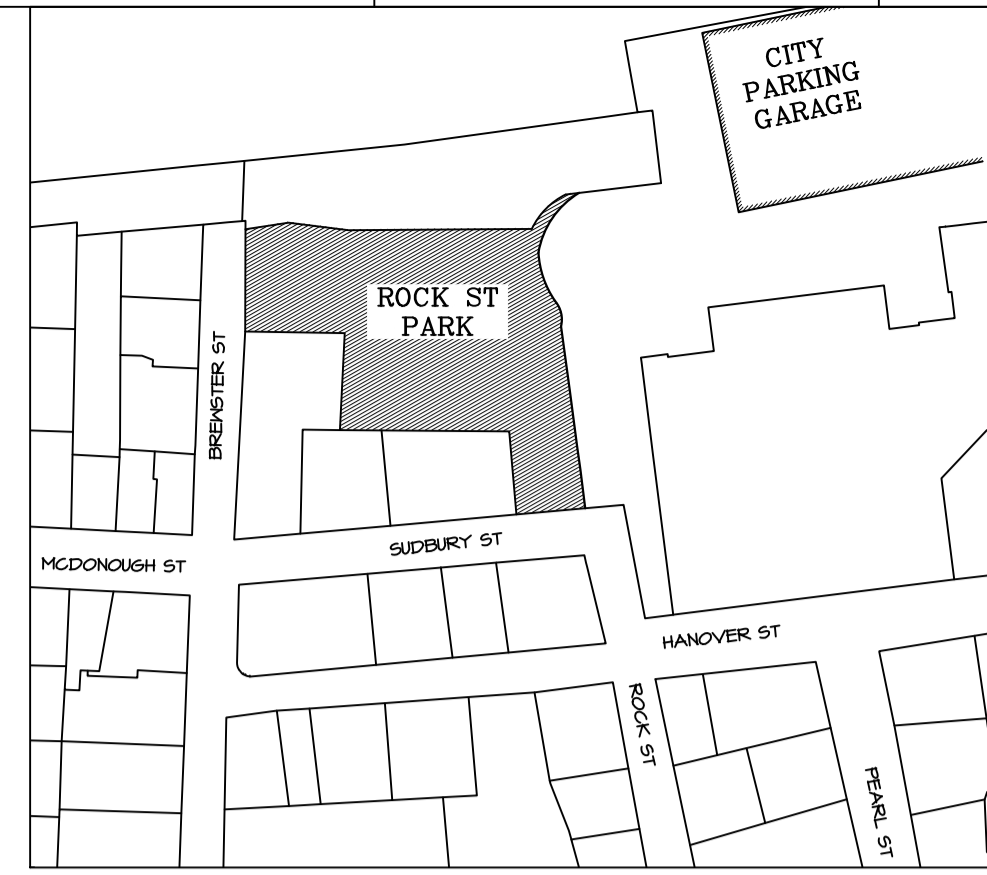 CITY
PARKING
GARAGE
ROCK ST
PARK
BREWSTER ST
SUDBURY ST
MCDONOUGH ST
HANOVER ST
ROCK ST
PEARL ST